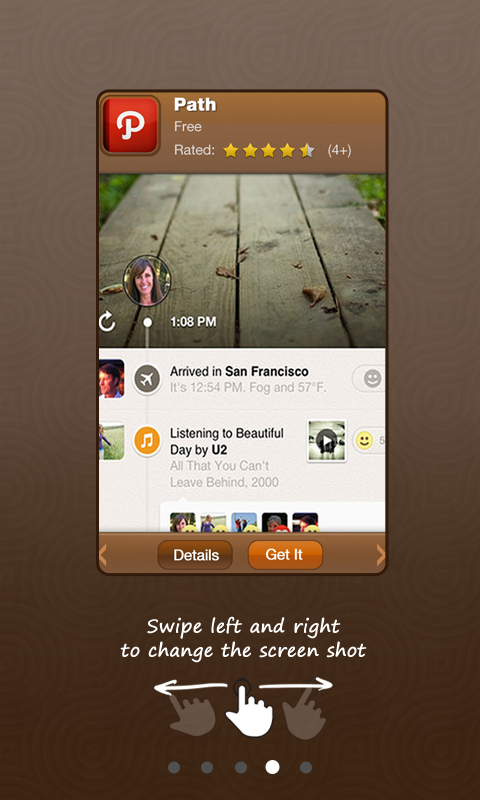 Path
Free
Rated: (4+)
1:08 PM
Arrived in San Francisco
It's 12:54 PM. Fog and 57°F.
Listening to Beautiful
Day by U2
5
All That You Can't
Leave Behind, 2000
Details
Get It
Swipe left and right
to change the screen shot